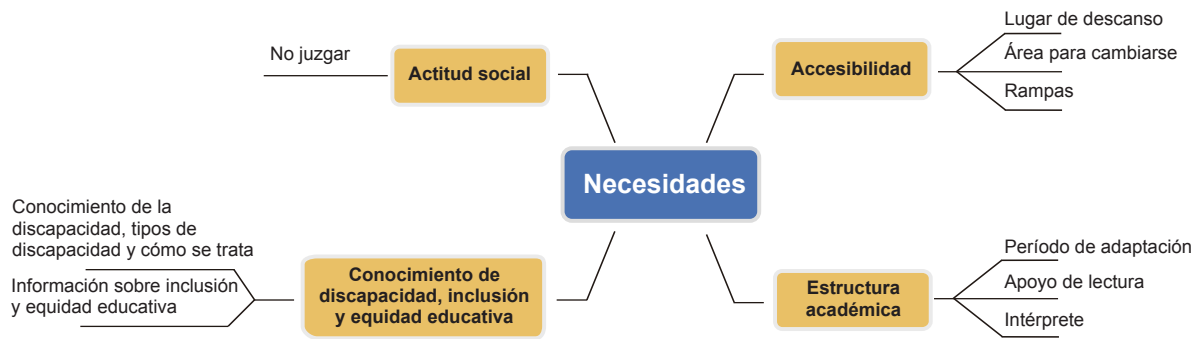 No juzgar
Actitud social
Accesibilidad
Lugar de descanso
Área para cambiarse
Rampas
Necesidades
Conocimiento de la
discapacidad, tipos de
discapacidad y cómo se trata
Información sobre inclusión
y equidad educativa
Conocimiento de
discapacidad, inclusión
y equidad educativa
Estructura
académica
Período de adaptación
Apoyo de lectura
Intérprete